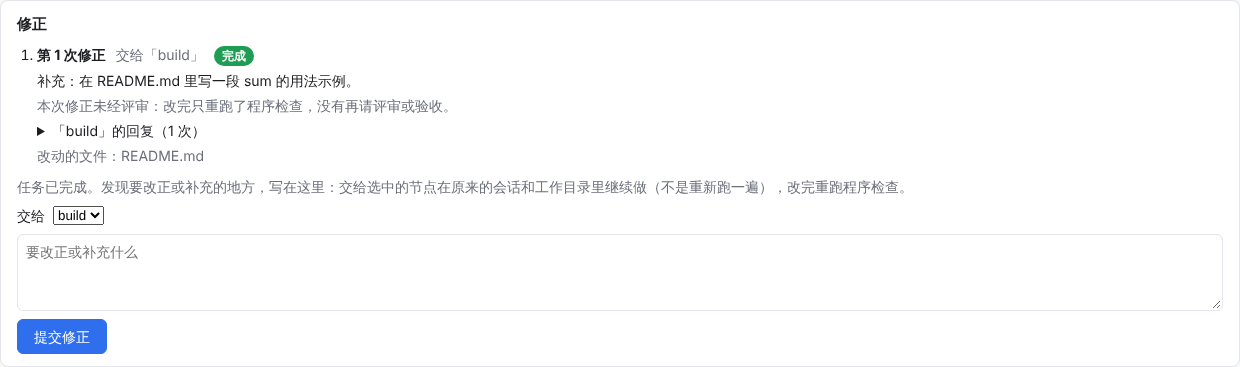 修正
1. 第 1 次修正 交给「build」 完成
补充：在 README.md 里写一段 sum 的用法示例。
本次修正未经评审：改完只重跑了程序检查，没有再请评审或验收。
▶ 「build」的回复（1 次）
改动的文件：README.md
任务已完成。发现要改正或补充的地方，写在这里：交给选中的节点在原来的会话和工作目录里继续做（不是重新跑一遍），改完重跑程序检查。
交给 build
要改正或补充什么
提交修正